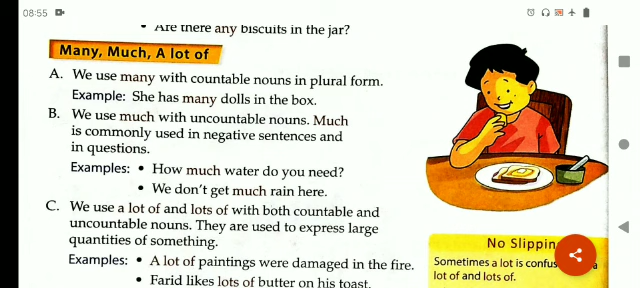 08:55
• Are there any biscuits in the jar?
Many, Much, A lot of
A. We use many with countable nouns in plural form.
Example: She has many dolls in the box.
B. We use much with uncountable nouns. Much
is commonly used in negative sentences and
in questions.
Examples: • How much water do you need?
• We don't get much rain here.
C. We use a lot of and lots of with both countable and
uncountable nouns. They are used to express large
quantities of something.
Examples: • A lot of paintings were damaged in the fire.
• Farid likes lots of butter on his toast.
No Slippin
Sometimes a lot is confus a
lot of and lots of.